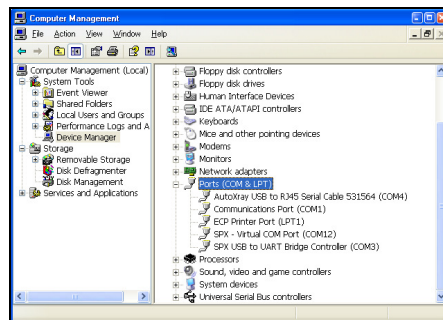 Computer Management
File Action View Window Help
Computer Management (Local)
System Tools
Event Viewer
Shared Folders
Local Users and Groups
Performance Logs and A
Device Manager
Storage
Removable Storage
Disk Defragmenter
Disk Management
Services and Applications
Floppy disk controllers
Floppy disk drives
Human Interface Devices
IDE ATA/ATAPI controllers
Keyboards
Mice and other pointing devices
Modems
Monitors
Network adapters
Ports (COM & LPT)
AutoXray USB to RJ45 Serial Cable 531564 (COM4)
Communications Port (COM1)
ECP Printer Port (LPT1)
SPX - Virtual COM Port (COM12)
SPX USB to UART Bridge Controller (COM3)
Processors
Sound, video and game controllers
System devices
Universal Serial Bus controllers